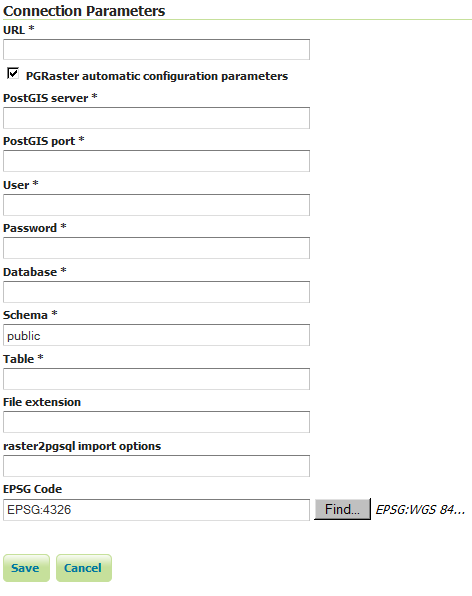 Connection Parameters
URL *
PGRaster automatic configuration parameters
PostGIS server *
PostGIS port *
User *
Password *
Database *
Schema *
public
Table *
File extension
raster2pgsql import options
EPSG Code
EPSG:4326 Find... EPSG:WGS 84...
Save Cancel